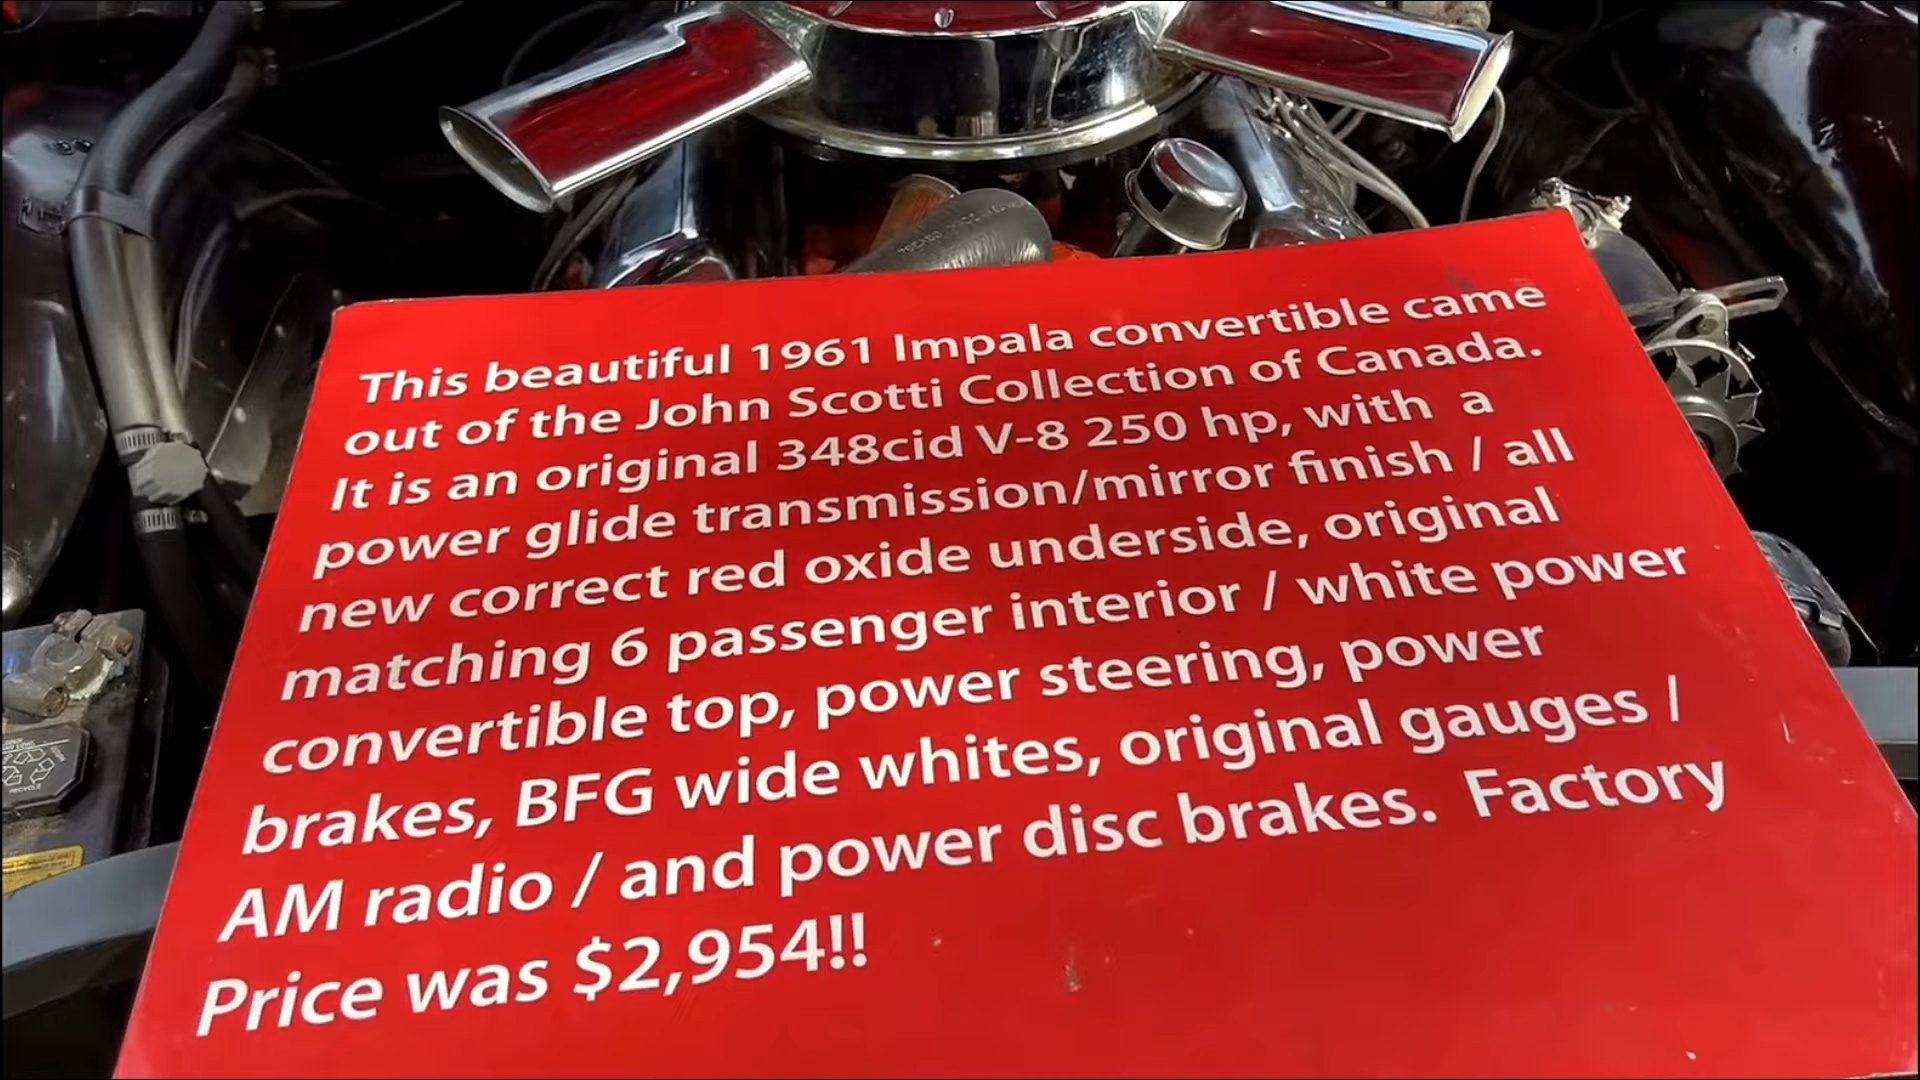 This beautiful 1961 Impala convertible came
out of the John Scotti Collection of Canada.
It is an original 348cid V-8 250 hp, with a
power glide transmission/mirror finish / all
new correct red oxide underside, original
matching 6 passenger interior / white power
convertible top, power steering, power
brakes, BFG wide whites, original gauges /
AM radio / and power disc brakes. Factory
Price was $2,954!!
RECYCLE